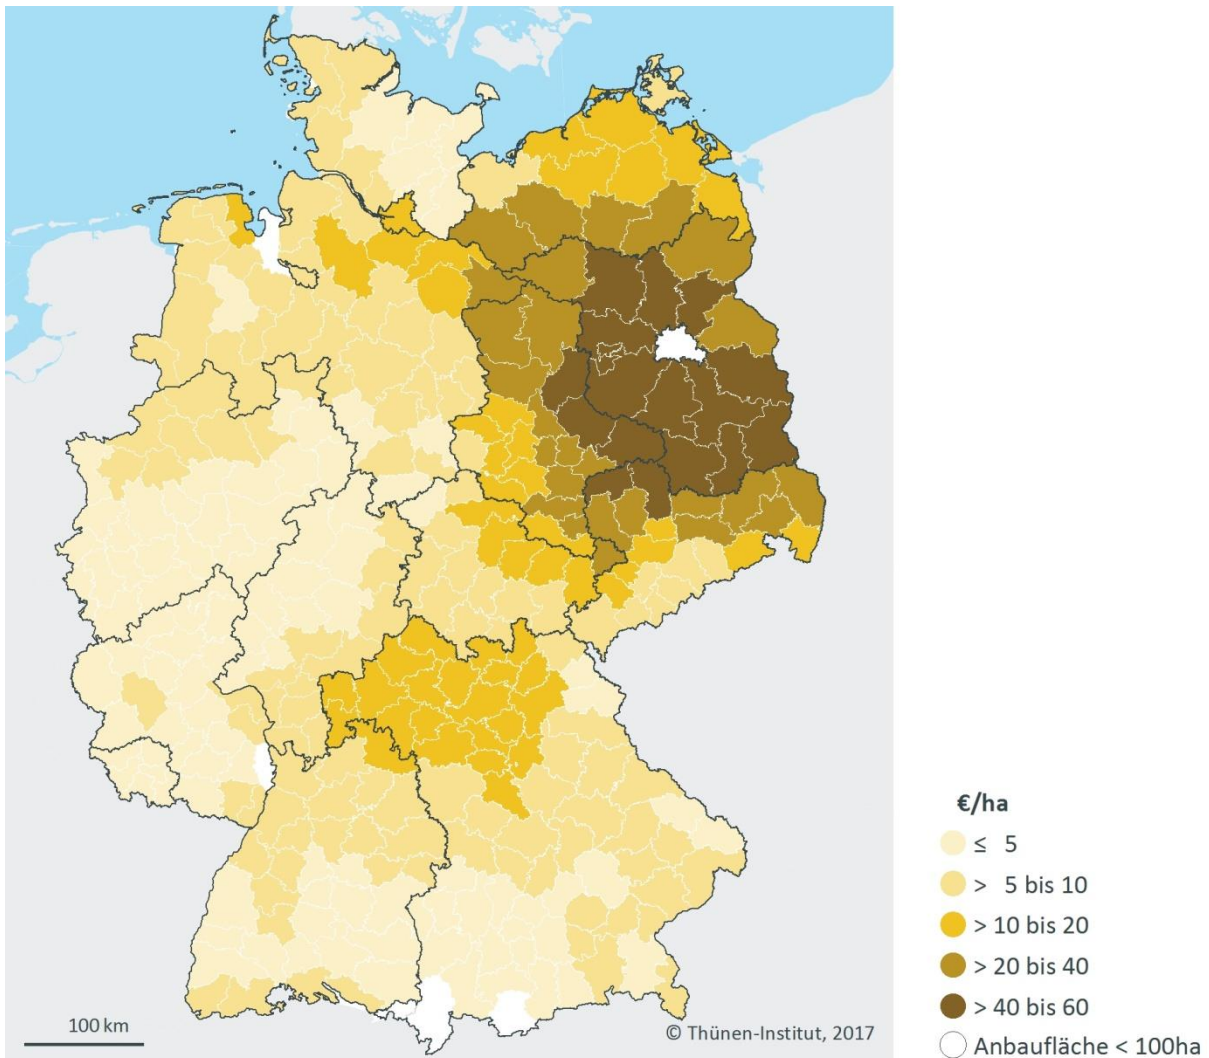 €/ha
≤ 5
> 5 bis 10
> 10 bis 20
> 20 bis 40
> 40 bis 60
Anbaufläche < 100ha
100 km
© Thünen-Institut, 2017